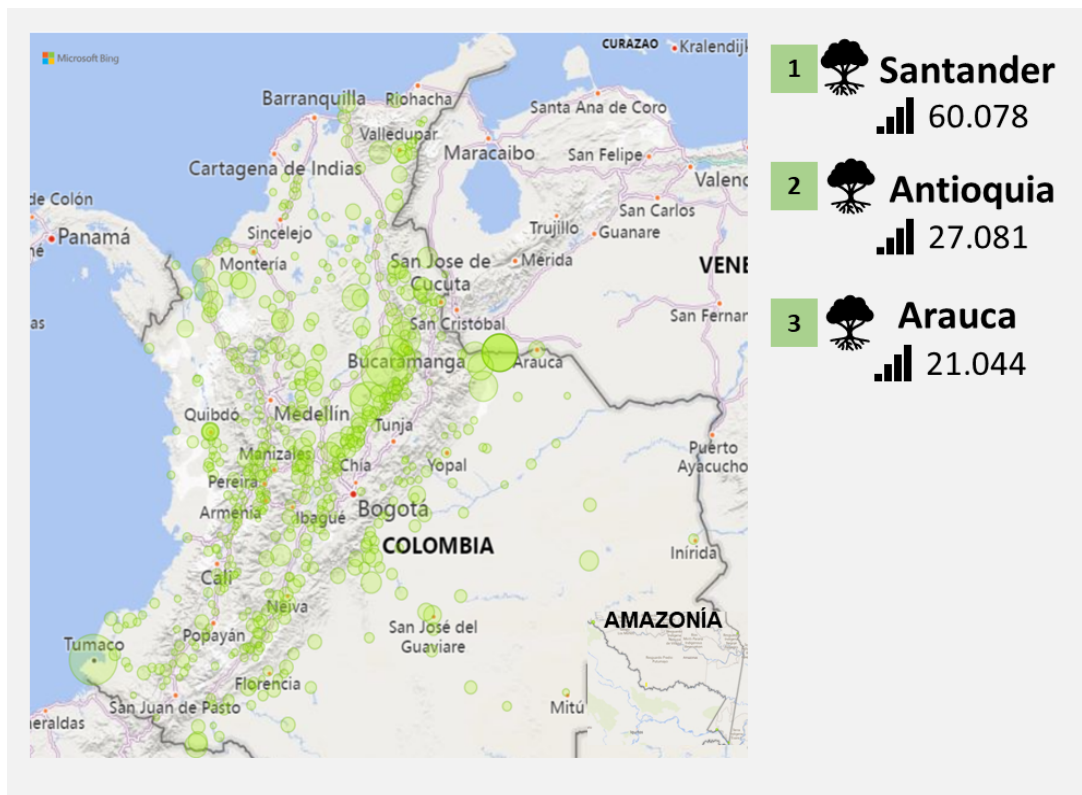 Microsoft Bing
CURAZAO
Kralendijk
Barranquilla
Riohacha
Santa Ana de Coro
Valledupar
Maracaibo
San Felipe
Cartagena de Indias
Valenc
de Colón
San Carlos
Panamá
Sincelejo
Trujillo
Guanare
Montería
San Jose de
Cúcuta
Mérida
VENE
as
San Cristóbal
San Fernar
Bucaramanga
Arauca
Quibdó
Medellín
Tunja
Puerto
Ayacucho
Manizales
Chía
Yopal
Pereira
Armenia
Ibagué
Bogotá
COLOMBIA
Inírida
Cali
Neiva
AMAZONÍA
Tumaco
Popayán
San José del
Guaviare
Florencia
San Juan de Pasto
Mitú
neraldas
1
Santander
60.078
2
Antioquia
27.081
3
Arauca
21.044